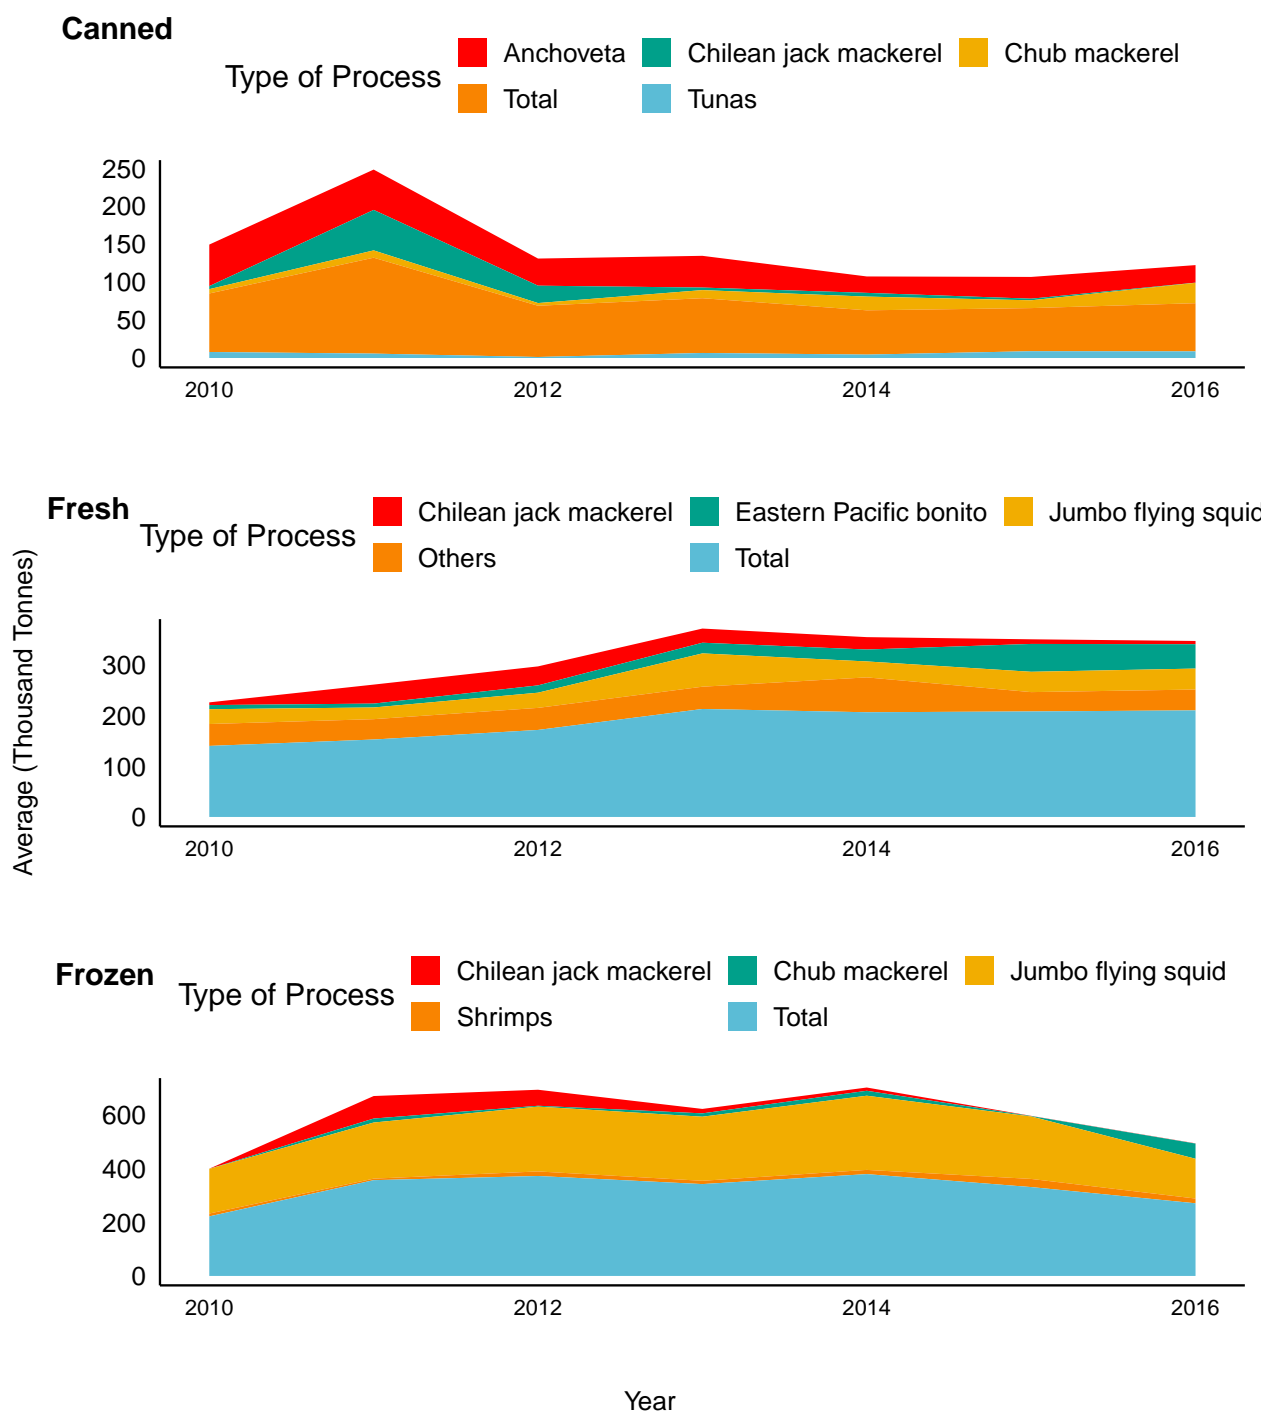 Canned
Type of Process
Anchoveta
Chilean jack mackerel
Chub mackerel
Total
Tunas
250
200
150
100
50
0
2010
2012
2014
2016
Fresh
Type of Process
Chilean jack mackerel
Eastern Pacific bonito
Jumbo flying squid
Others
Total
Average (Thousand Tonnes)
300
200
100
0
2010
2012
2014
2016
Frozen
Type of Process
Chilean jack mackerel
Chub mackerel
Jumbo flying squid
Shrimps
Total
600
400
200
0
2010
2012
2014
2016
Year